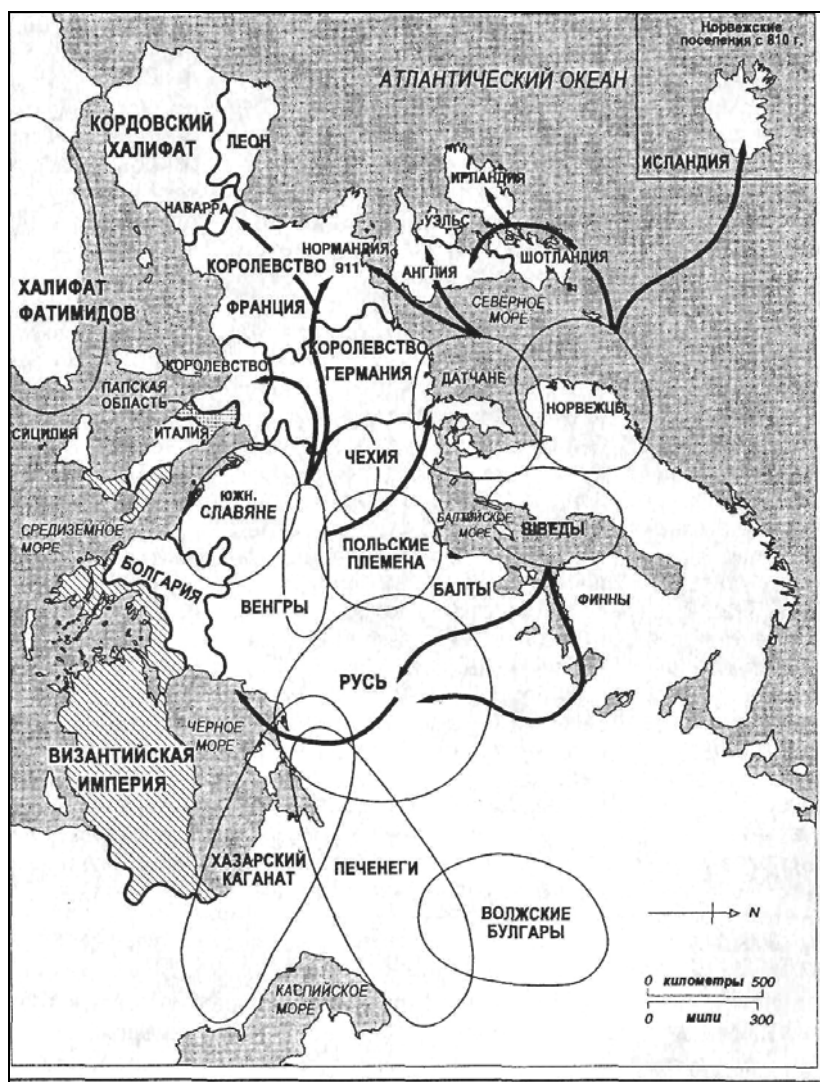 Норвежские
поселения с 810 г.
АТЛАНТИЧЕСКИЙ ОКЕАН
КОРДОВСКИЙ
ХАЛИФАТ
ЛЕОН
ИРЛАНДИЯ
ИСЛАНДИЯ
НАВАРРА
УЭЛЬС
НОРМАНДИЯ
911
ШОТЛАНДИЯ
КОРОЛЕВСТВО
ФРАНЦИЯ
АНГЛИЯ
ХАЛИФАТ
ФАТИМИДОВ
СЕВЕРНОЕ
МОРЕ
КОРОЛЕВСТВО
ГЕРМАНИЯ
КОРОЛЕВСТВО
ИТАЛИЯ
ДАТЧАНЕ
ПАПСКАЯ
ОБЛАСТЬ
НОРВЕЖЦЫ
СИЦИЛИЯ
ЧЕХИЯ
ЮЖН.
СЛАВЯНЕ
СРЕДИЗЕМНОЕ
МОРЕ
БАЛТИЙСКОЕ
МОРЕ
ШВЕДЫ
ПОЛЬСКИЕ
ПЛЕМЕНА
БОЛГАРИЯ
ВЕНГРЫ
БАЛТЫ
ФИННЫ
РУСЬ
ЧЕРНОЕ
МОРЕ
ВИЗАНТИЙСКАЯ
ИМПЕРИЯ
ХАЗАРСКИЙ
КАГАНАТ
ПЕЧЕНЕГИ
ВОЛЖСКИЕ
БУЛГАРЫ
N
КАСПИЙСКОЕ
МОРЕ
0 километры 500
0 мили 300